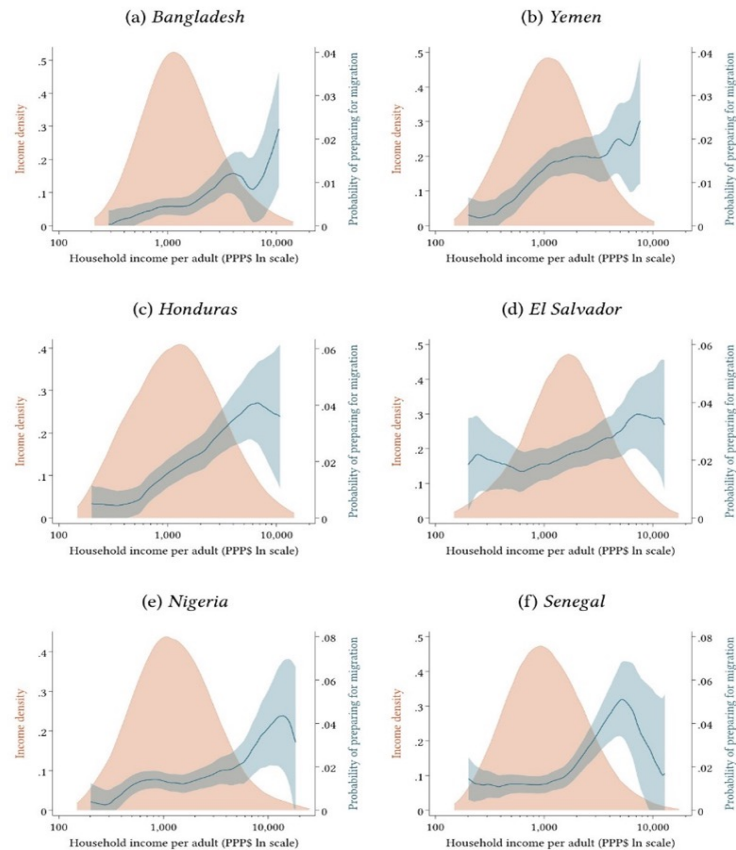 (a) Bangladesh
.5
.4
.3
.2
.1
0
Income density
.04
.03
.02
.01
0
Probability of preparing for migration
100 1,000 10,000
Household income per adult (PPP$ ln scale)
(b) Yemen
.5
.4
.3
.2
.1
0
Income density
.04
.03
.02
.01
0
Probability of preparing for migration
100 1,000 10,000
Household income per adult (PPP$ ln scale)
(c) Honduras
.4
.3
.2
.1
0
Income density
.06
.04
.02
0
Probability of preparing for migration
100 1,000 10,000
Household income per adult (PPP$ ln scale)
(d) El Salvador
.5
.4
.3
.2
.1
0
Income density
.06
.04
.02
0
Probability of preparing for migration
100 1,000 10,000
Household income per adult (PPP$ ln scale)
(e) Nigeria
.4
.3
.2
.1
0
Income density
.08
.06
.04
.02
0
Probability of preparing for migration
100 1,000 10,000
Household income per adult (PPP$ ln scale)
(f) Senegal
.5
.4
.3
.2
.1
0
Income density
.08
.06
.04
.02
0
Probability of preparing for migration
100 1,000 10,000
Household income per adult (PPP$ ln scale)